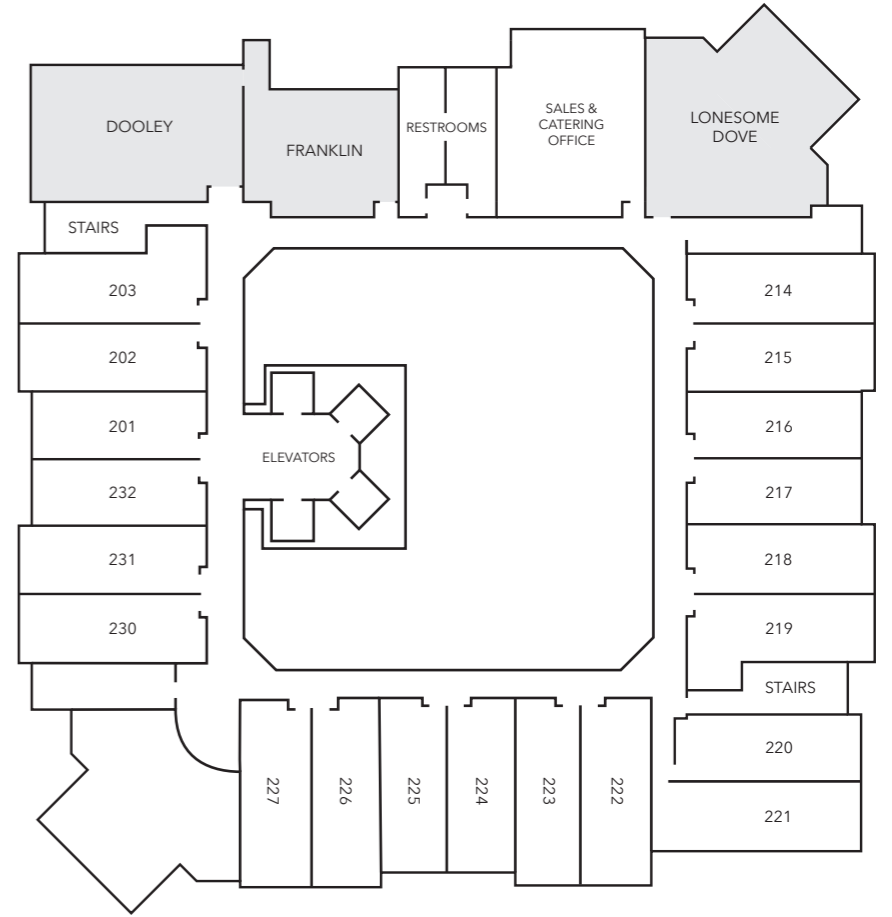 DOOLEY
FRANKLIN
RESTROOMS
SALES &
CATERING
OFFICE
LONESOME
DOVE
STAIRS
203
202
201
232
231
230
ELEVATORS
214
215
216
217
218
219
STAIRS
220
221
227
226
225
224
223
222